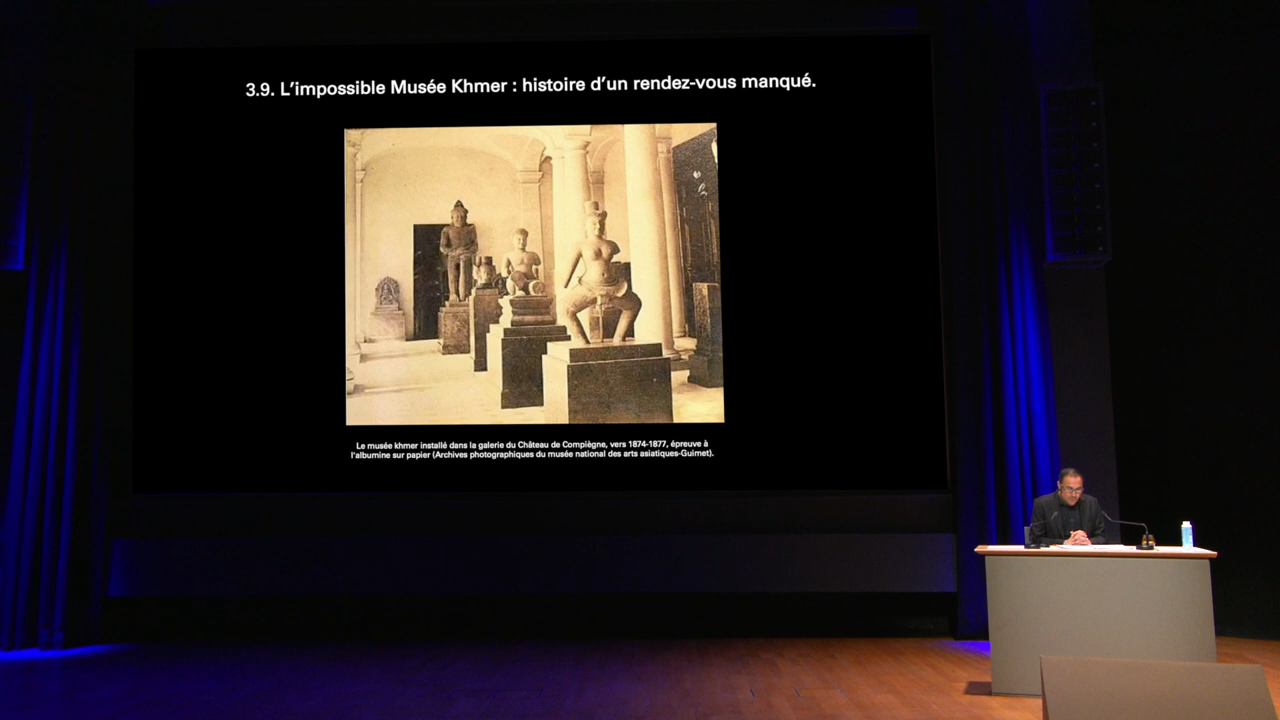 3.9. L’impossible Musée Khmer : histoire d’un rendez-vous manqué.
Le musée khmer installé dans la galerie du Château de Compiègne, vers 1874-1877, épreuve à
l'albumine sur papier (Archives photographiques du musée national des arts asiatiques-Guimet).